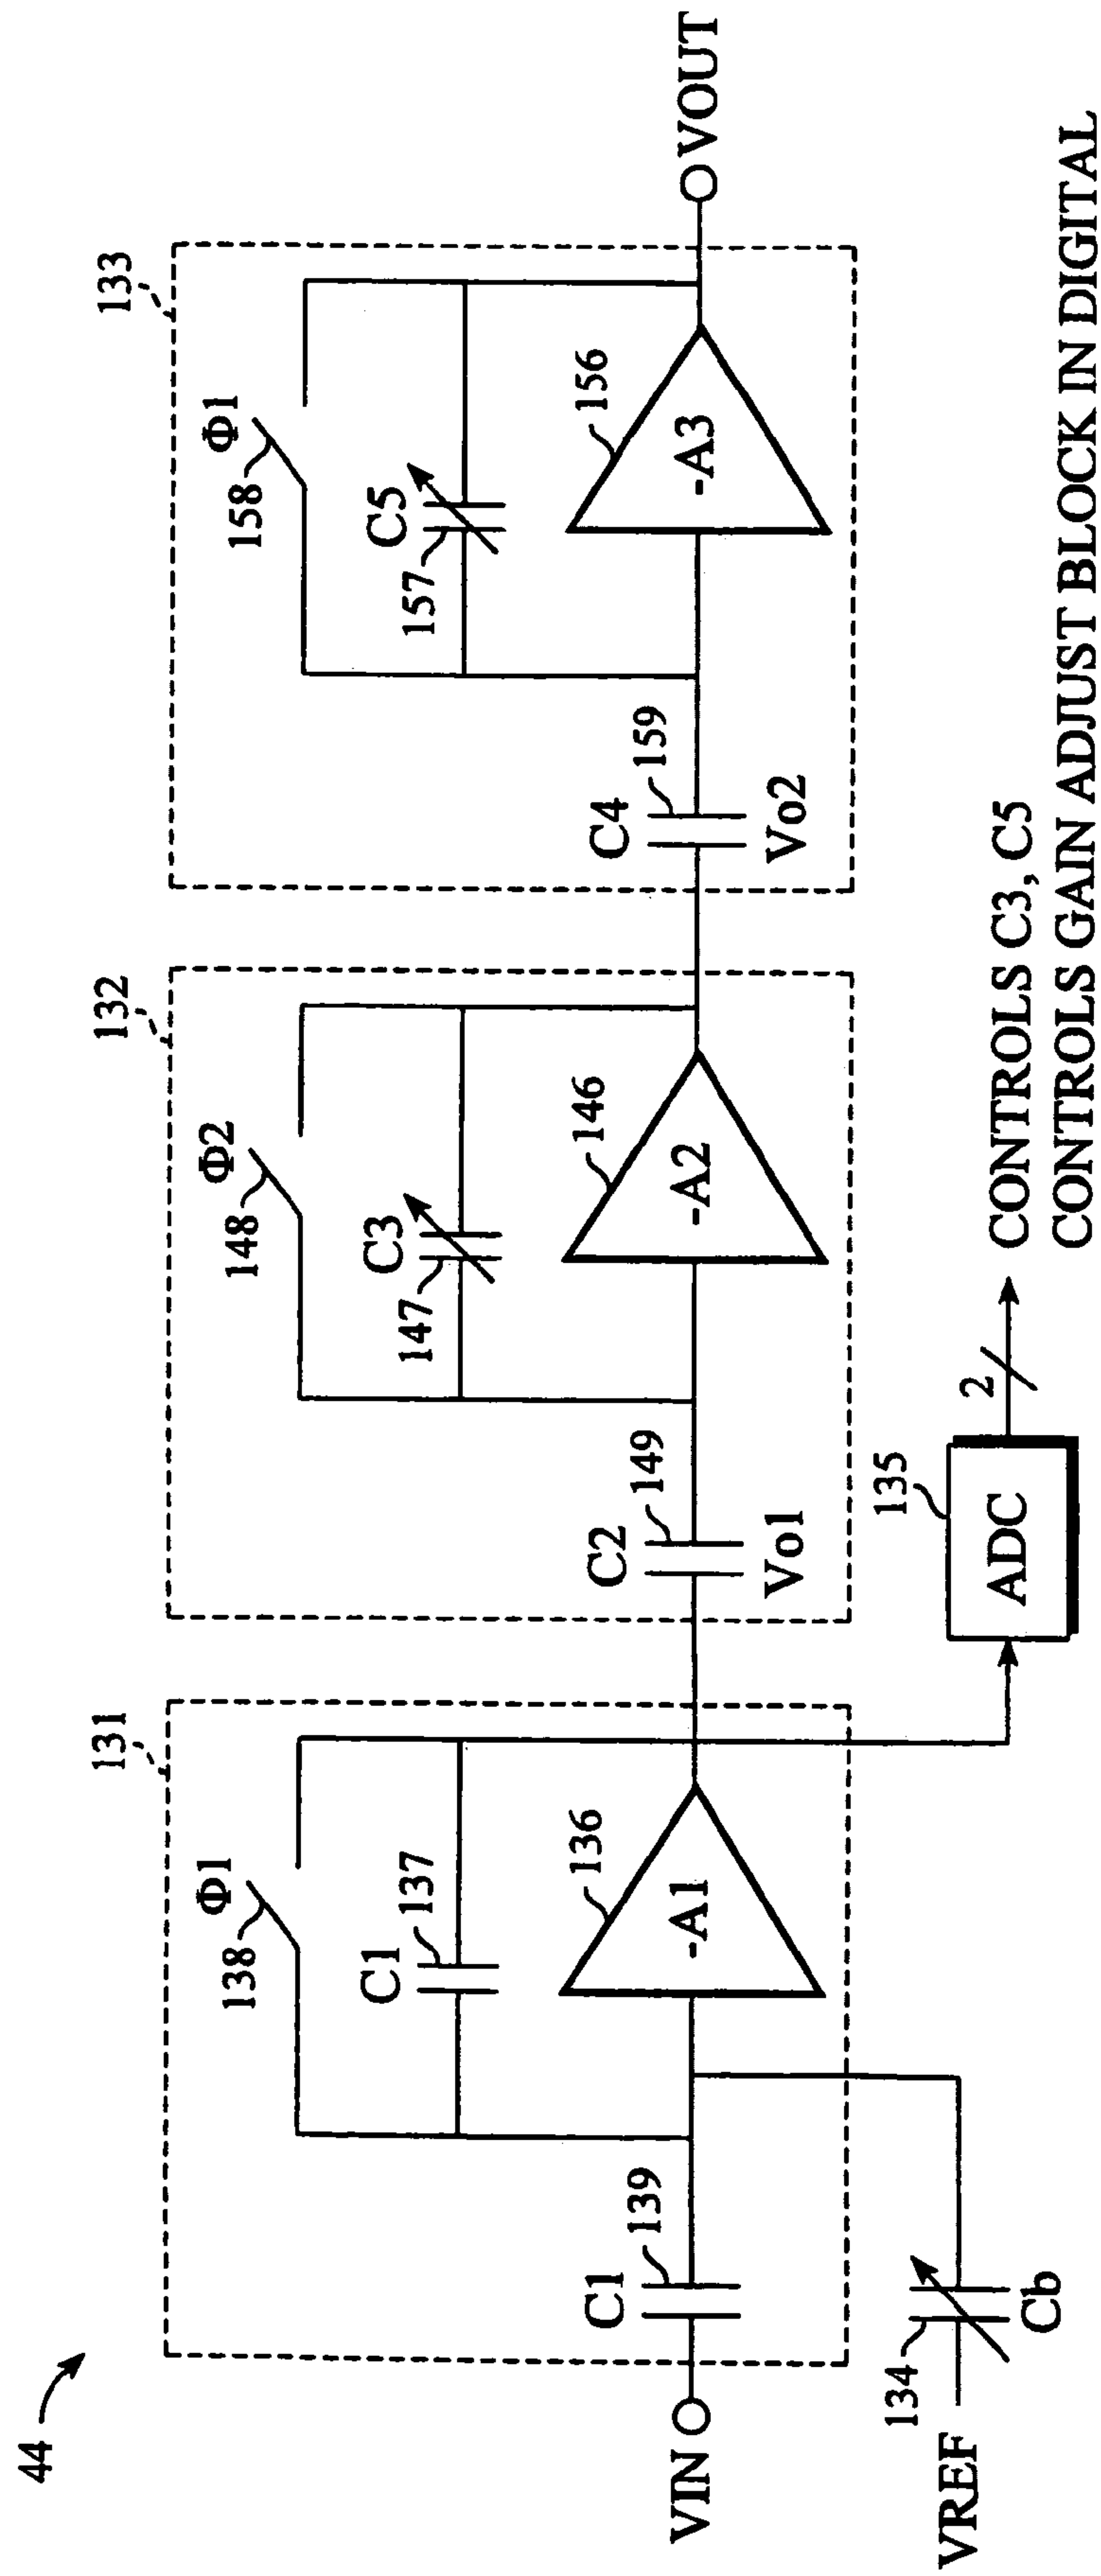 44
131
132
133
Φ1
138
Φ2
148
Φ1
158
C1
137
C3
147
C5
157
136
146
156
C1
139
C2
149
C4
159
-A1
-A2
-A3
VIN
Vo1
Vo2
VOUT
134
VREF
Cb
135
ADC
2
CONTROLS C3, C5
CONTROLS GAIN ADJUST BLOCK IN DIGITAL